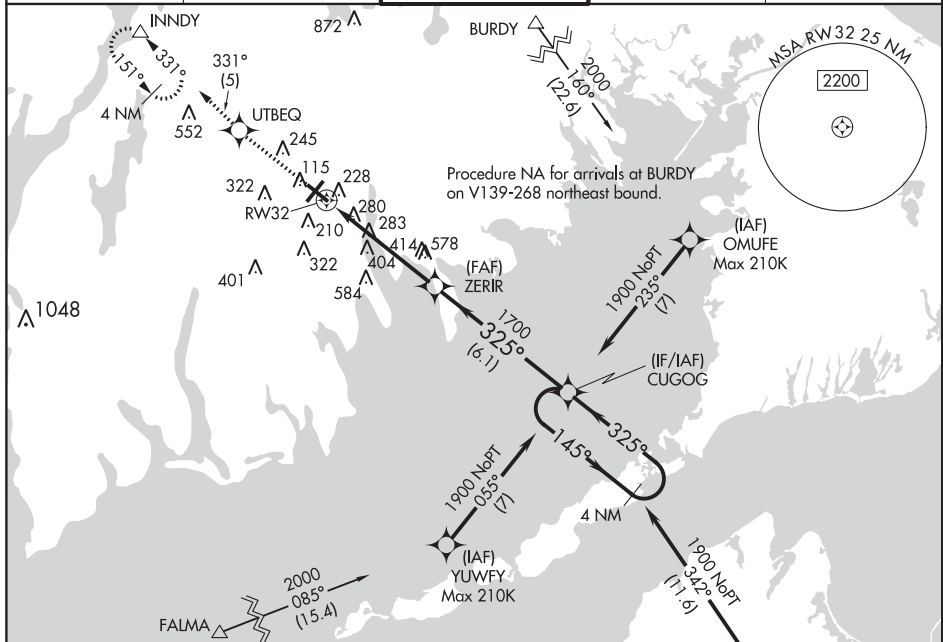 INNDY
872
BURDY
MSA RW 32 25 NM
2200
331°
151°
4 NM
331°
(5)
2000
160°
(22.6)
552
UTBEQ
245
115
228
322
RW32
280
210
283
414
578
322
404
401
584
1048
Procedure NA for arrivals at BURDY
on V139-268 northeast bound.
(IAF)
OMUFE
Max 210K
1900 NoPT
235°
(7)
(FAF)
ZERIR
1700
325°
(6.1)
(IF/IAF)
CUGOG
325°
145°
4 NM
1900 NoPT
055°
(7)
(IAF)
YUWFY
Max 210K
1900 NoPT
342°
(11.6)
2000
085°
(15.4)
FALMA